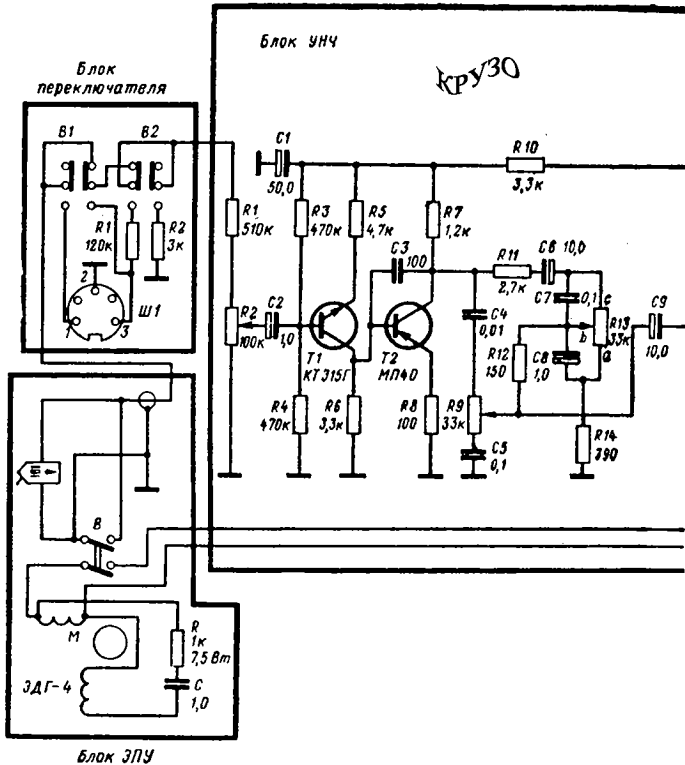 Блок УНЧ
КРУЗО
Блок
переключателя
В1
В2
С1
50,0
R10
3,3к
R1
510к
R3
470к
R5
4,7к
R7
1,2к
С3
100
R11
2,7к
С6 10,0
С7
0,1
c
R13
33к
b
a
С9
10,0
R1
120к
R2
3к
2
Ш1
1
3
R2
100к
С2
1,0
Т1
КТ315Г
Т2
МП40
С4
0,01
R12
150
С8
1,0
R4
470к
R6
3,3к
R8
100
R9
33к
С5
0,1
R14
390
В
М
R
1к
7,5 Вт
ЭДГ-4
С
1,0
Блок ЭПУ